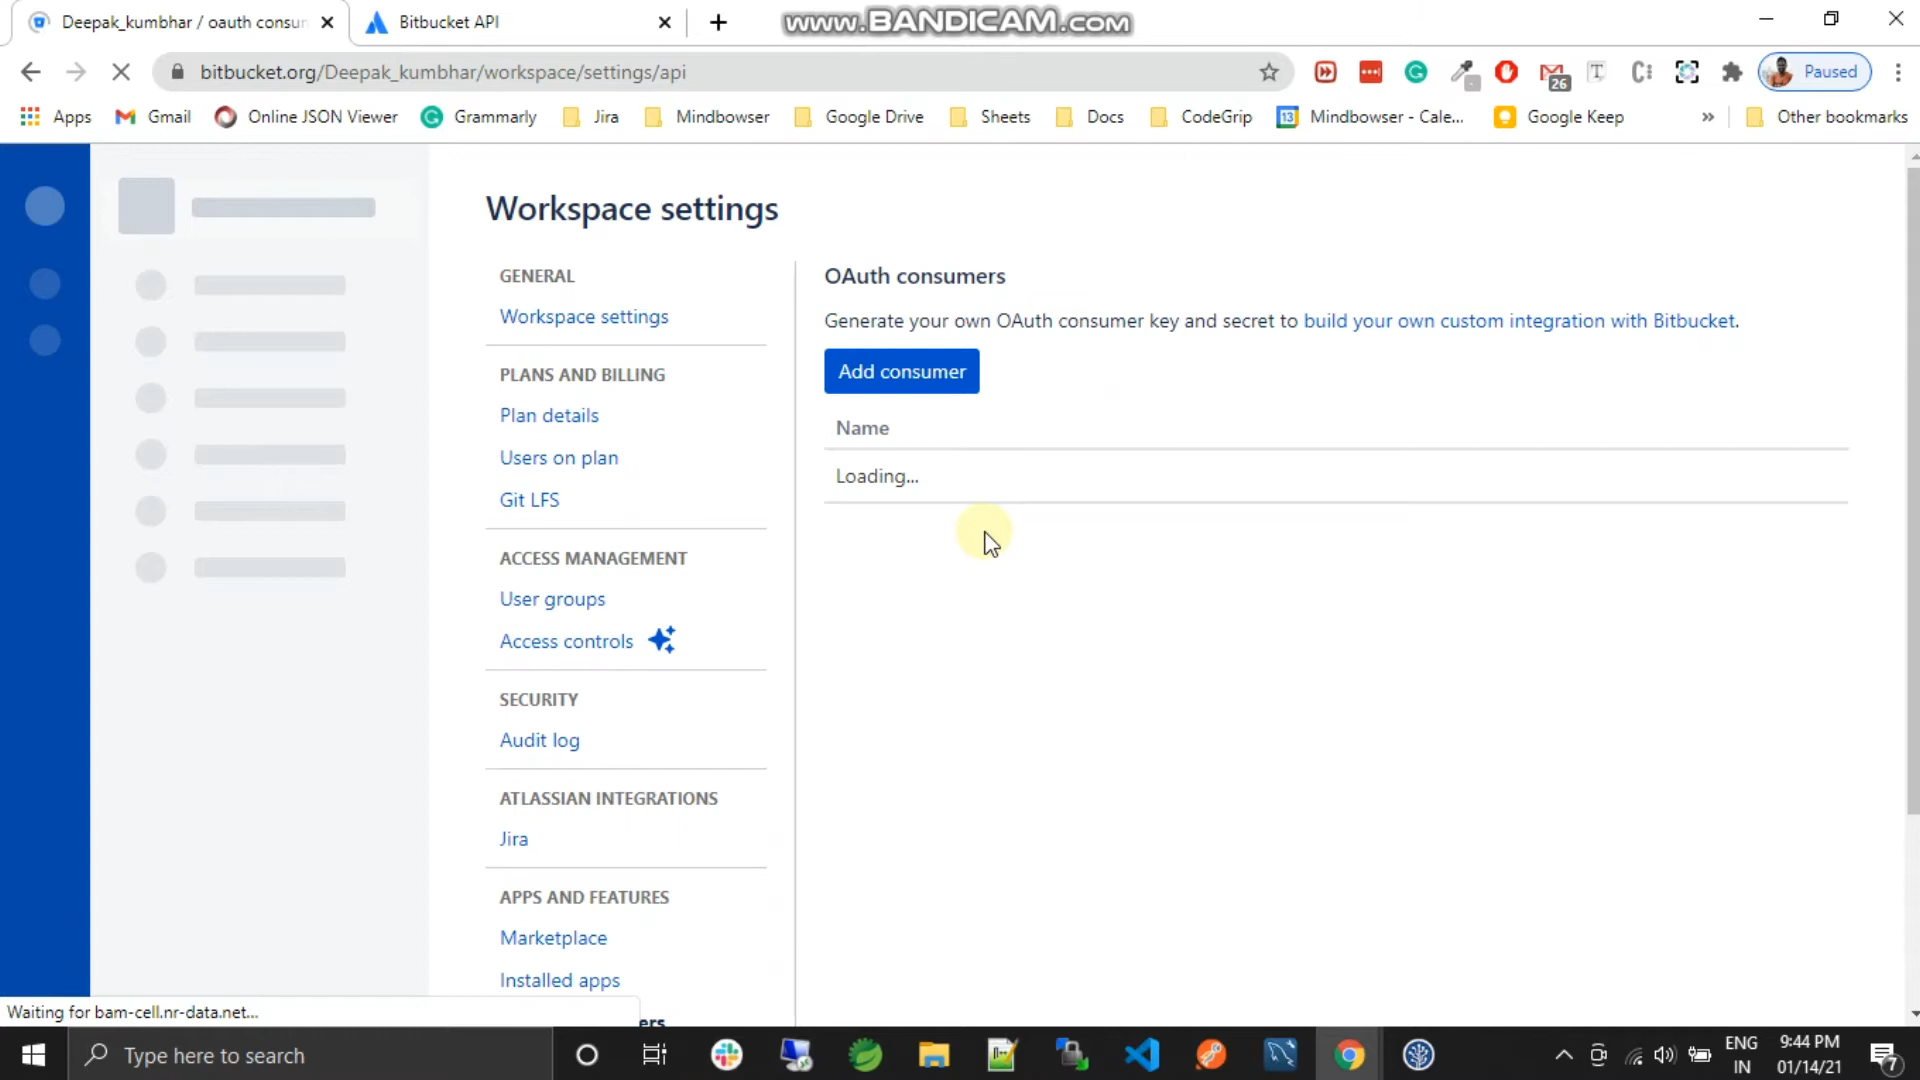 Deepak_kumbhar / oauth consum
Bitbucket API
www.BANDICAM.com
bitbucket.org/Deepak_kumbhar/workspace/settings/api
26
Paused
Apps
Gmail
Online JSON Viewer
Grammarly
Jira
Mindbowser
Google Drive
Sheets
Docs
CodeGrip
13
Mindbowser - Cale...
Google Keep
»
Other bookmarks
Workspace settings
GENERAL
Workspace settings
PLANS AND BILLING
Plan details
Users on plan
Git LFS
ACCESS MANAGEMENT
User groups
Access controls
SECURITY
Audit log
ATLASSIAN INTEGRATIONS
Jira
APPS AND FEATURES
Marketplace
Installed apps
OAuth consumers
Generate your own OAuth consumer key and secret to build your own custom integration with Bitbucket.
Add consumer
Name
Loading...
Waiting for bam-cell.nr-data.net...
Type here to search
ENG
IN
9:44 PM
01/14/21
7